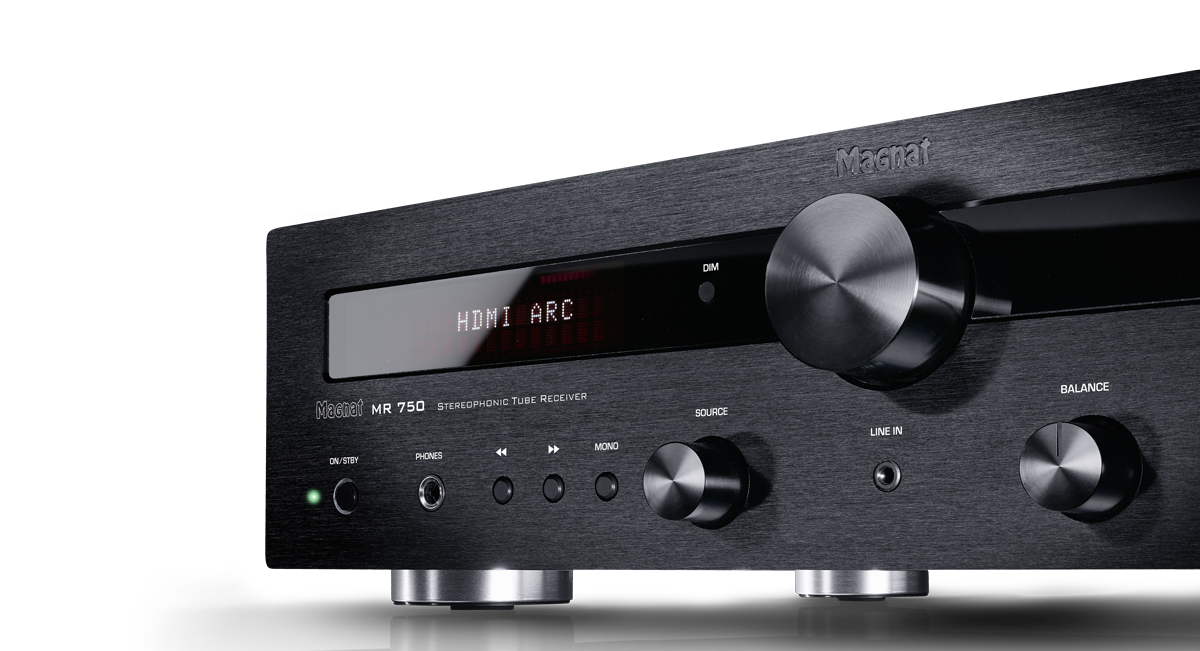 Magnat
DIM
HDMI ARC
Magnat MR 750 STEREOPHONIC TUBE RECEIVER
SOURCE
BALANCE
LINE IN
ON/STBY
PHONES
MONO